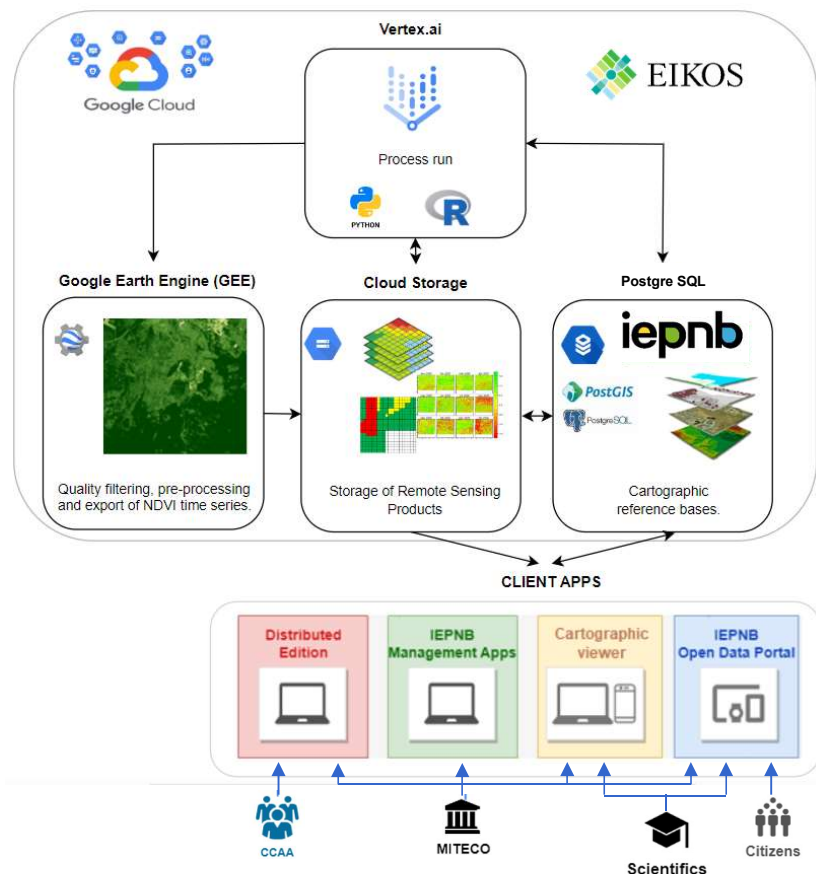 Vertex.ai
Google Cloud
EIKOS
Process run
PYTHON
R
Google Earth Engine (GEE)
Cloud Storage
Postgre SQL
iepnb
PostGIS
PostgreSQL
Quality filtering, pre-processing
and export of NDVI time series.
Storage of Remote Sensing
Products
Cartographic
reference bases.
CLIENT APPS
Distributed
Edition
IEPNB
Management Apps
Cartographic
viewer
IEPNB
Open Data Portal
CCAA
MITECO
Scientifics
Citizens